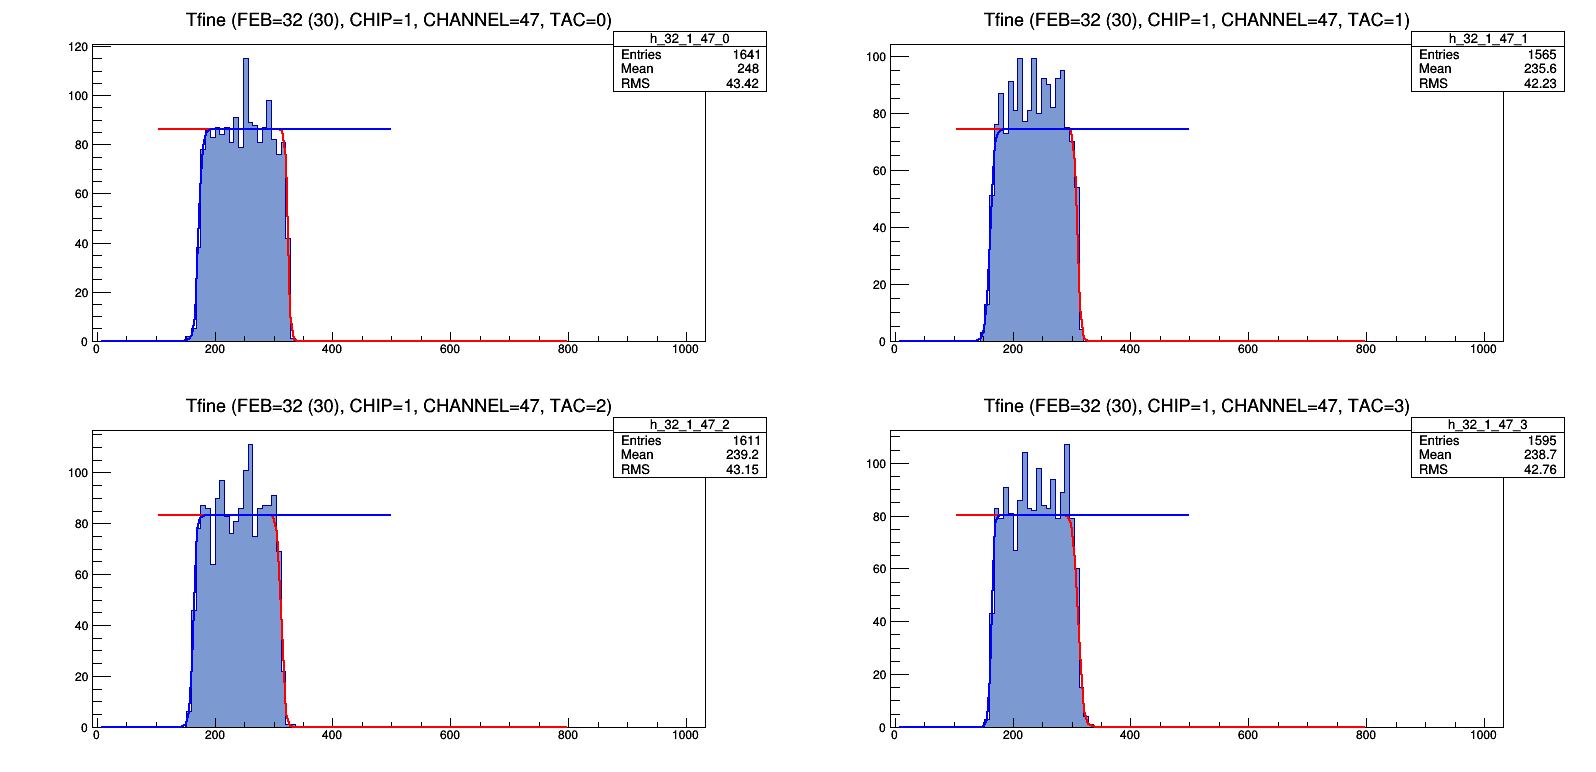 Tfine (FEB=32 (30), CHIP=1, CHANNEL=47, TAC=0)
h_32_1_47_0
Entries 1641
Mean 248
RMS 43.42
120
100
80
60
40
20
0
0 200 400 600 800 1000
Tfine (FEB=32 (30), CHIP=1, CHANNEL=47, TAC=1)
h_32_1_47_1
Entries 1565
Mean 235.6
RMS 42.23
100
80
60
40
20
0
0 200 400 600 800 1000
Tfine (FEB=32 (30), CHIP=1, CHANNEL=47, TAC=2)
h_32_1_47_2
Entries 1611
Mean 239.2
RMS 43.15
100
80
60
40
20
0
0 200 400 600 800 1000
Tfine (FEB=32 (30), CHIP=1, CHANNEL=47, TAC=3)
h_32_1_47_3
Entries 1595
Mean 238.7
RMS 42.76
100
80
60
40
20
0
0 200 400 600 800 1000